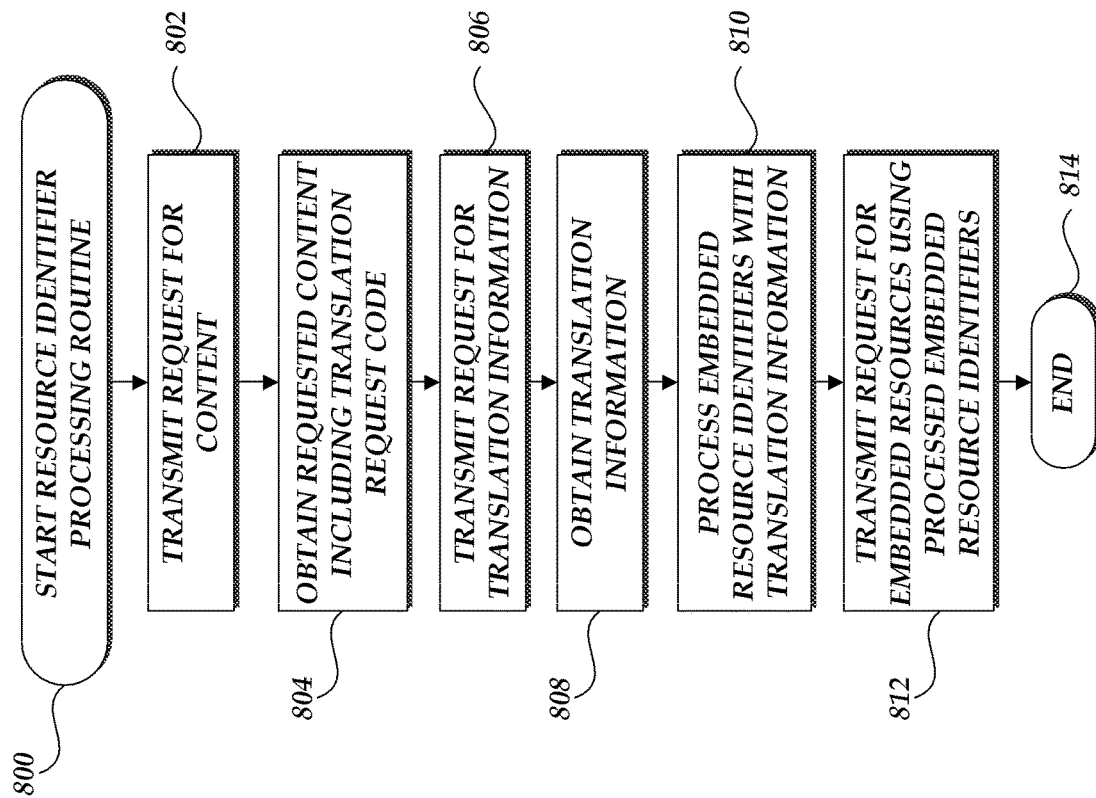 800
START RESOURCE IDENTIFIER
PROCESSING ROUTINE
802
TRANSMIT REQUEST FOR
CONTENT
804
OBTAIN REQUESTED CONTENT
INCLUDING TRANSLATION
REQUEST CODE
806
TRANSMIT REQUEST FOR
TRANSLATION INFORMATION
808
OBTAIN TRANSLATION
INFORMATION
810
PROCESS EMBEDDED
RESOURCE IDENTIFIERS WITH
TRANSLATION INFORMATION
812
TRANSMIT REQUEST FOR
EMBEDDED RESOURCES USING
PROCESSED EMBEDDED
RESOURCE IDENTIFIERS
814
END